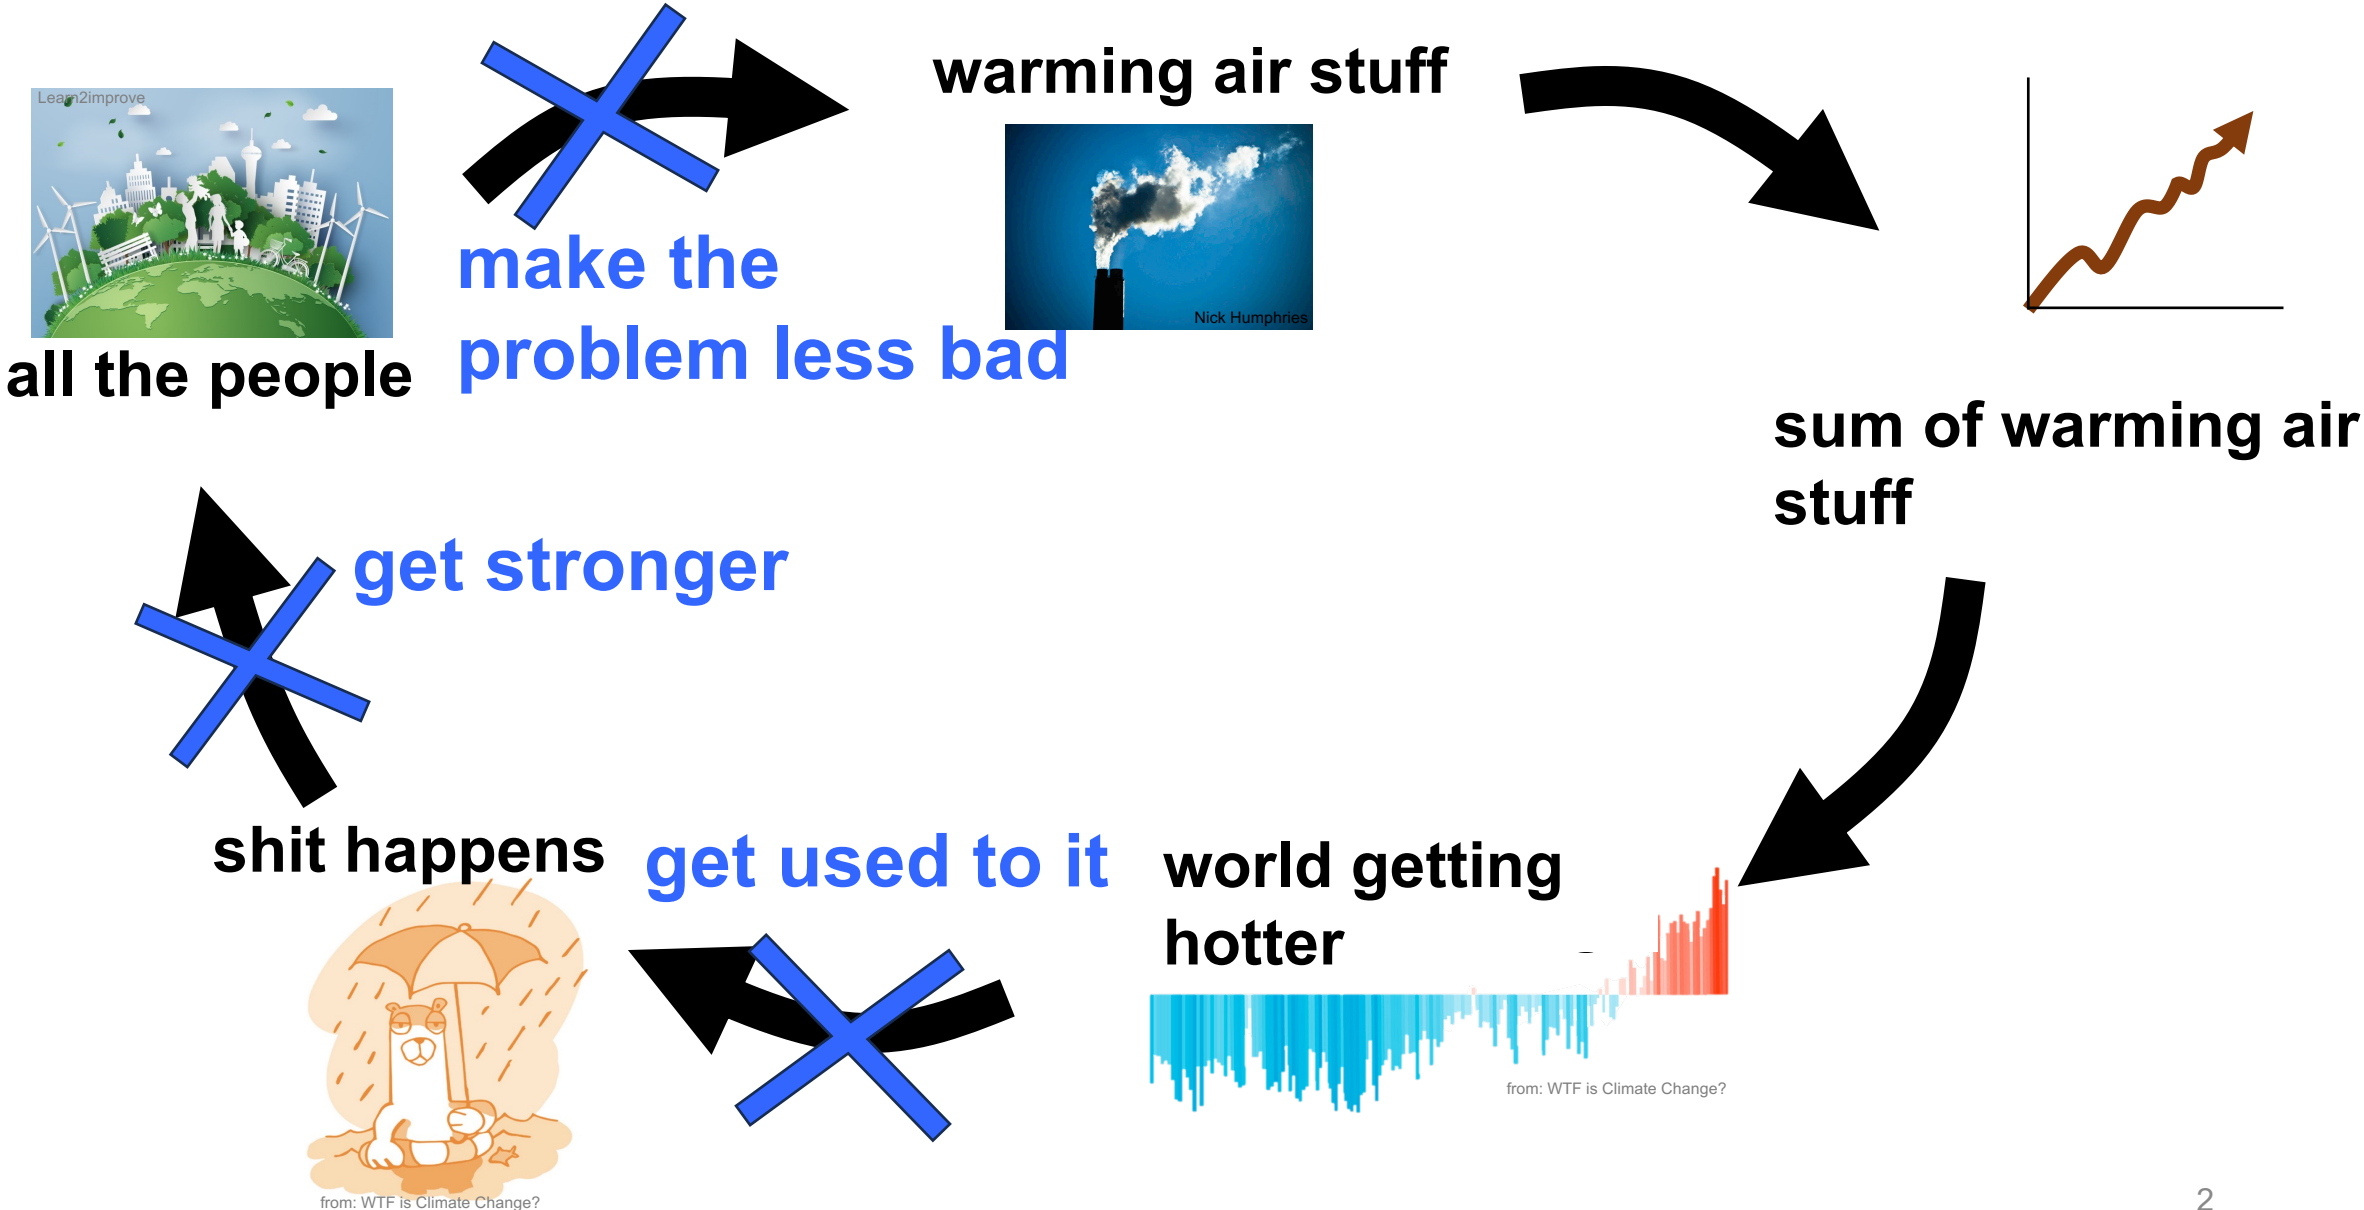 Learn2improve
all the people
make the
problem less bad
warming air stuff
Nick Humphries
sum of warming air
stuff
get stronger
shit happens
get used to it
world getting
hotter
from: WTF is Climate Change?
from: WTF is Climate Change?
2